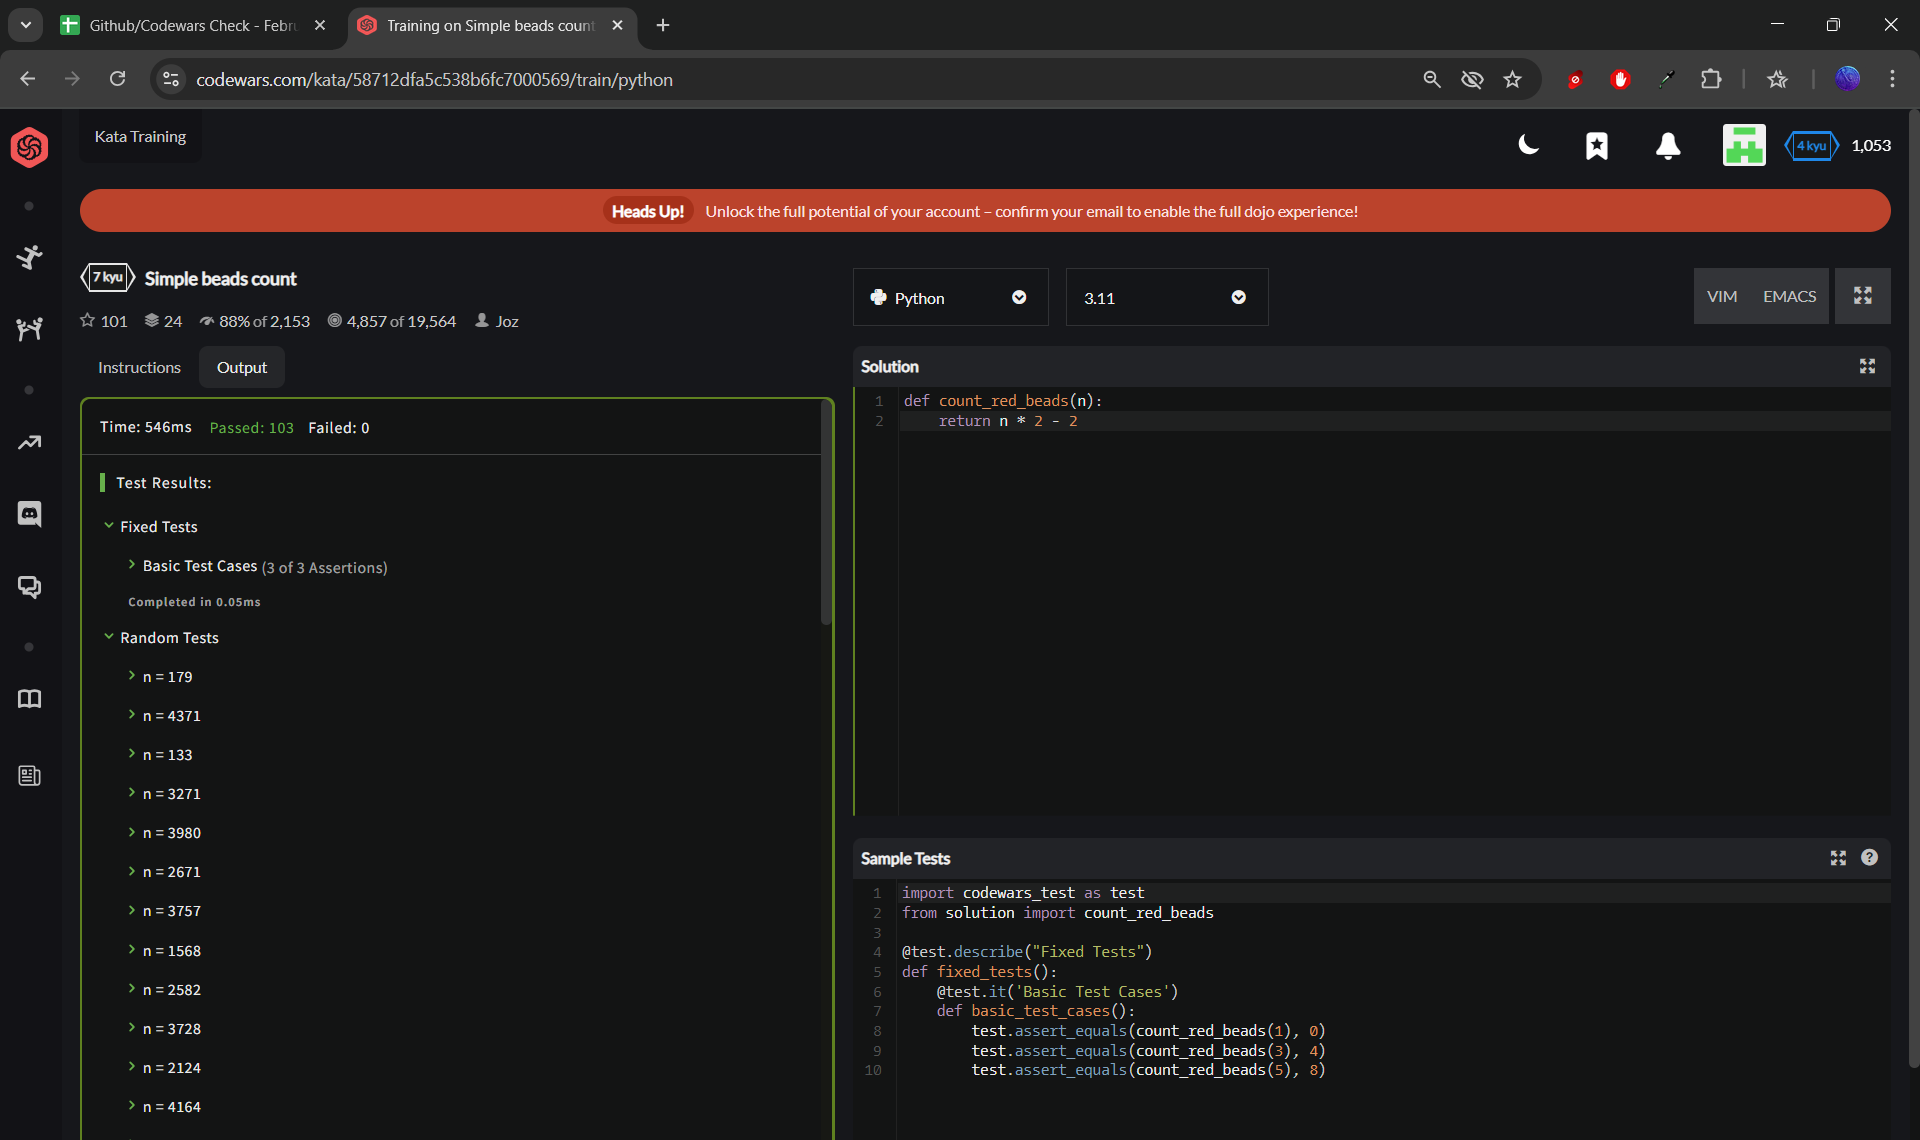 Github/Codewars Check - Febru
Training on Simple beads count
codewars.com/kata/58712dfa5c538b6fc7000569/train/python
Kata Training
4 kyu
1,053
Heads Up!
Unlock the full potential of your account – confirm your email to enable the full dojo experience!
7 kyu
Simple beads count
101
24
88% of 2,153
4,857 of 19,564
Joz
Instructions
Output
Time: 546ms
Passed: 103
Failed: 0
Test Results:
Fixed Tests
Basic Test Cases (3 of 3 Assertions)
Completed in 0.05ms
Random Tests
n = 179
n = 4371
n = 133
n = 3271
n = 3980
n = 2671
n = 3757
n = 1568
n = 2582
n = 3728
n = 2124
n = 4164
Python
3.11
VIM
EMACS
Solution
1 def count_red_beads(n):
2     return n * 2 - 2
Sample Tests
1 import codewars_test as test
2 from solution import count_red_beads
3
4 @test.describe("Fixed Tests")
5 def fixed_tests():
6     @test.it('Basic Test Cases')
7     def basic_test_cases():
8         test.assert_equals(count_red_beads(1), 0)
9         test.assert_equals(count_red_beads(3), 4)
10         test.assert_equals(count_red_beads(5), 8)